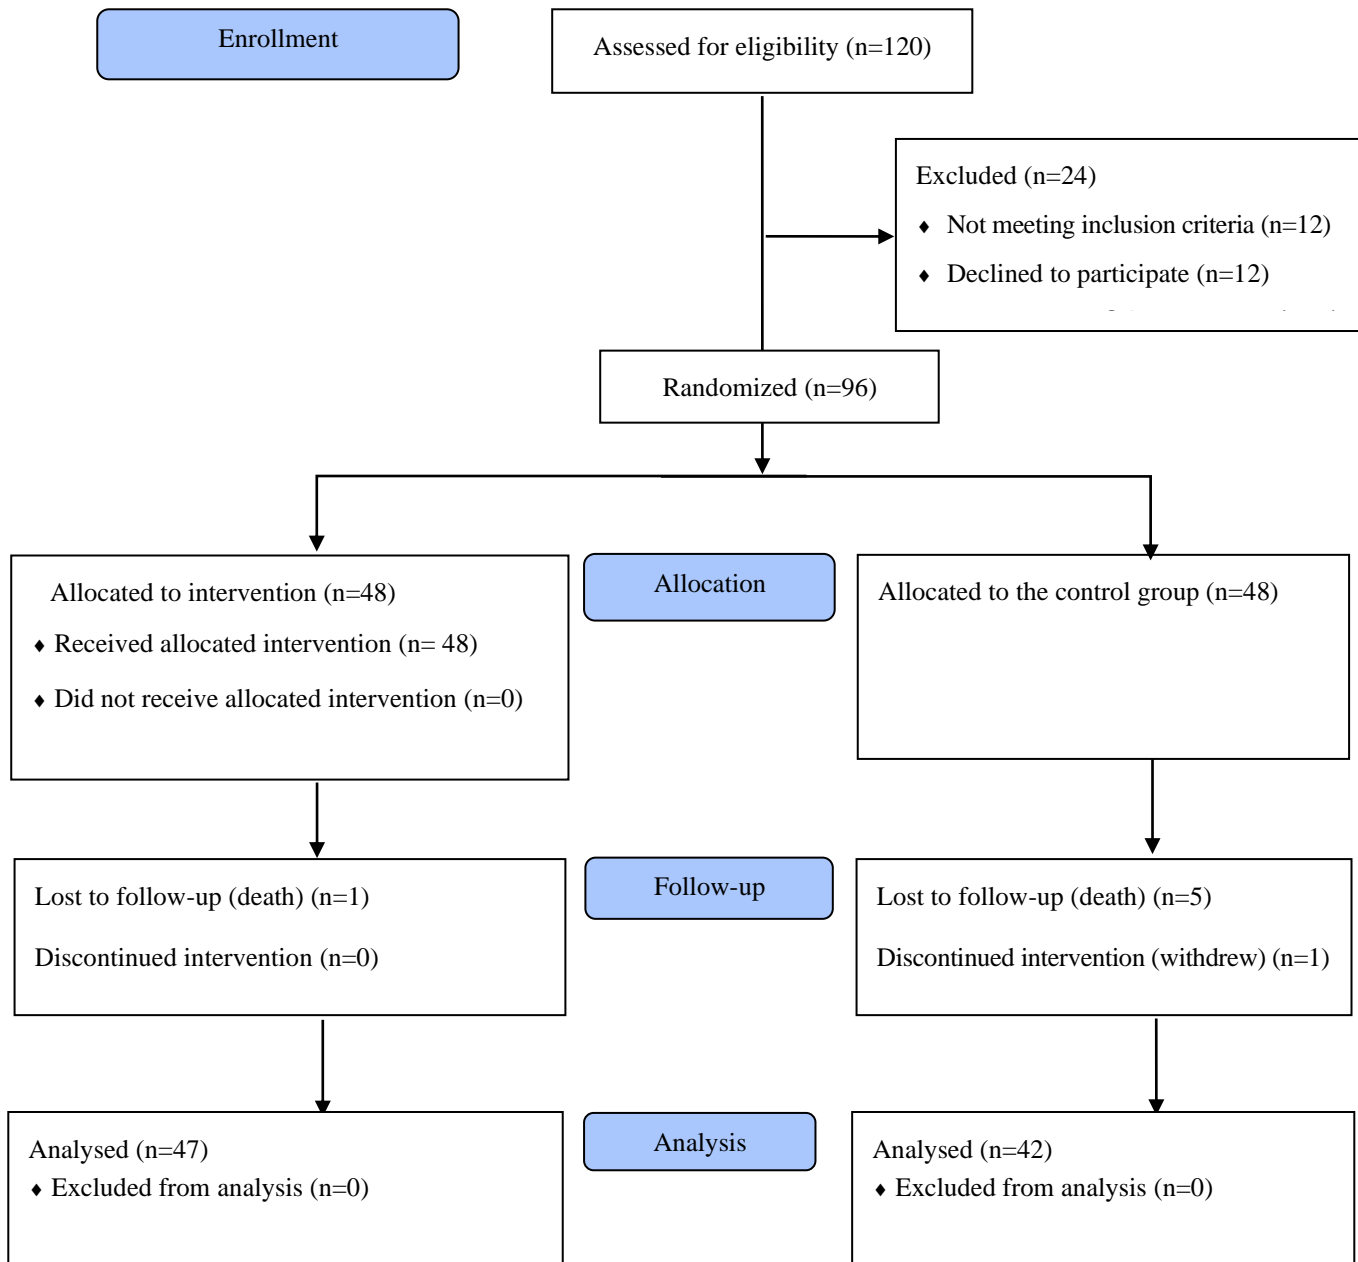 Enrollment
Assessed for eligibility (n=120)
Excluded (n=24)
♦ Not meeting inclusion criteria (n=12)
♦ Declined to participate (n=12)
Randomized (n=96)
Allocation
Allocated to intervention (n=48)
♦ Received allocated intervention (n= 48)
♦ Did not receive allocated intervention (n=0)
Allocated to the control group (n=48)
Follow-up
Lost to follow-up (death) (n=1)
Discontinued intervention (n=0)
Lost to follow-up (death) (n=5)
Discontinued intervention (withdrew) (n=1)
Analysis
Analysed (n=47)
♦ Excluded from analysis (n=0)
Analysed (n=42)
♦ Excluded from analysis (n=0)